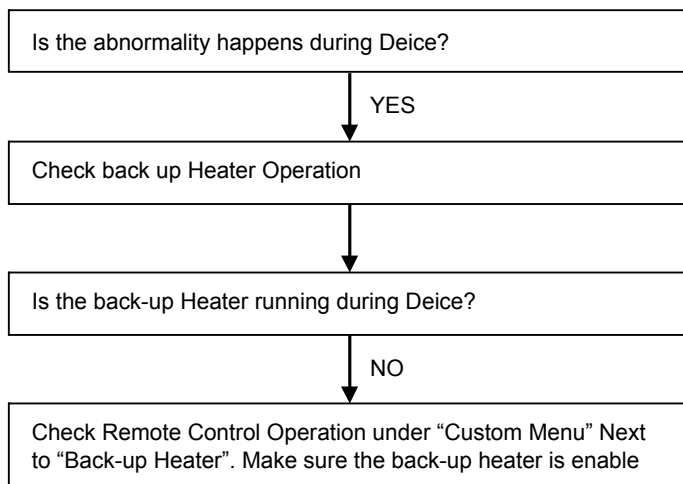 Is the abnormality happens during Deice?
YES
Check back up Heater Operation
Is the back-up Heater running during Deice?
NO
Check Remote Control Operation under “Custom Menu” Next
to “Back-up Heater”. Make sure the back-up heater is enable